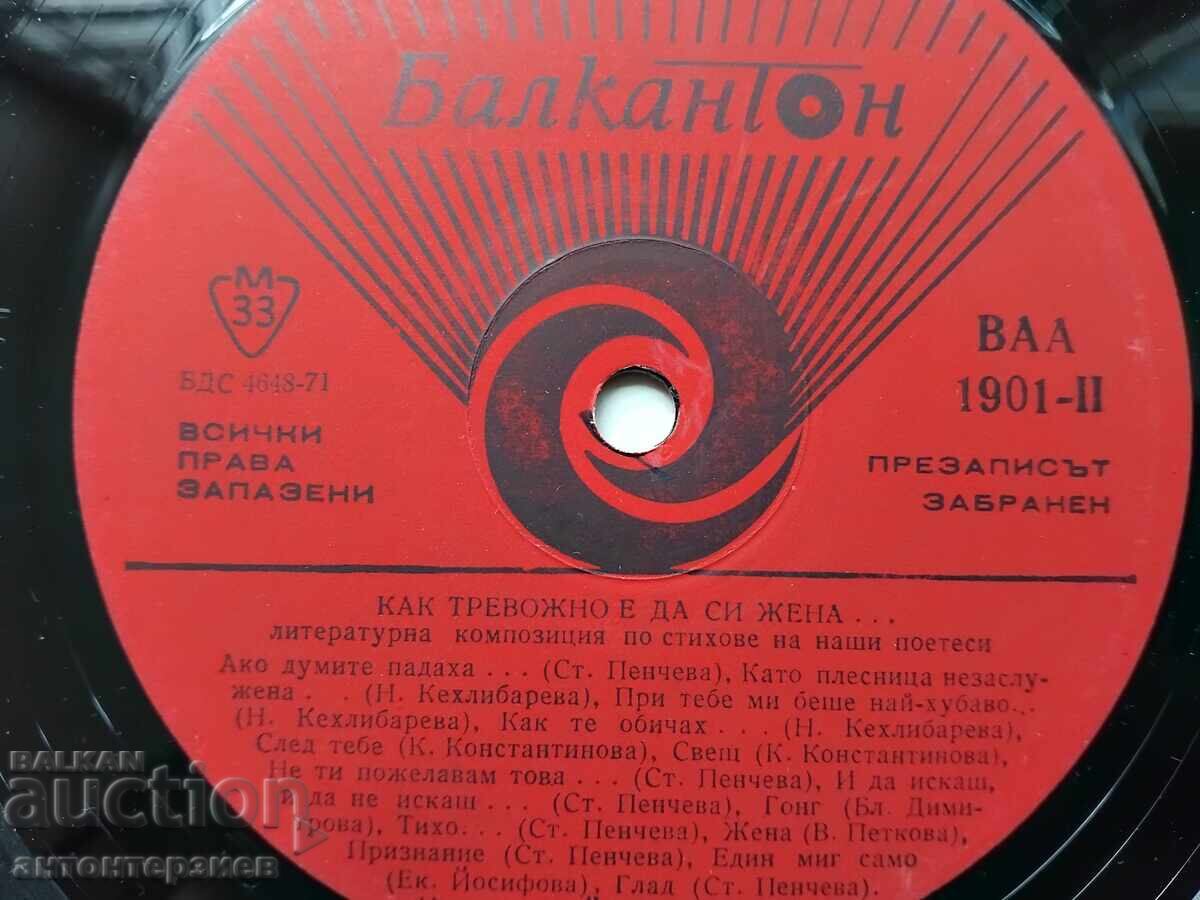 Балкантон
М
33
БДС 4648-71
ВСИЧКИ
ПРАВА
ЗАПАЗЕНИ
ВАА
1901-II
ПРЕЗАПИСЪТ
ЗАБРАНЕН
КАК ТРЕВОЖНО Е ДА СИ ЖЕНА...
литературна композиция по стихове на наши поетеси
Ако думите падаха ... (Ст. Пенчева), Като плесница незаслу-
жена ... (Н. Кехлибарева), При тебе ми беше най-хубаво...
(Н. Кехлибарева), Как те обичах ... (Н. Кехлибарева),
След тебе (К. Константинова), Свещ (К. Константинова),
Не ти пожелавам това ... (Ст. Пенчева), И да искаш,
и да не искаш ... (Ст. Пенчева), Гонг (Бл. Дими-
трова), Тихо... (Ст. Пенчева), Жена (В. Петкова),
Признание (Ст. Пенчева), Един миг само
(Ек. Йосифова), Глад (Ст. Пенчева).
BALKAN
auction
антонтерзиев